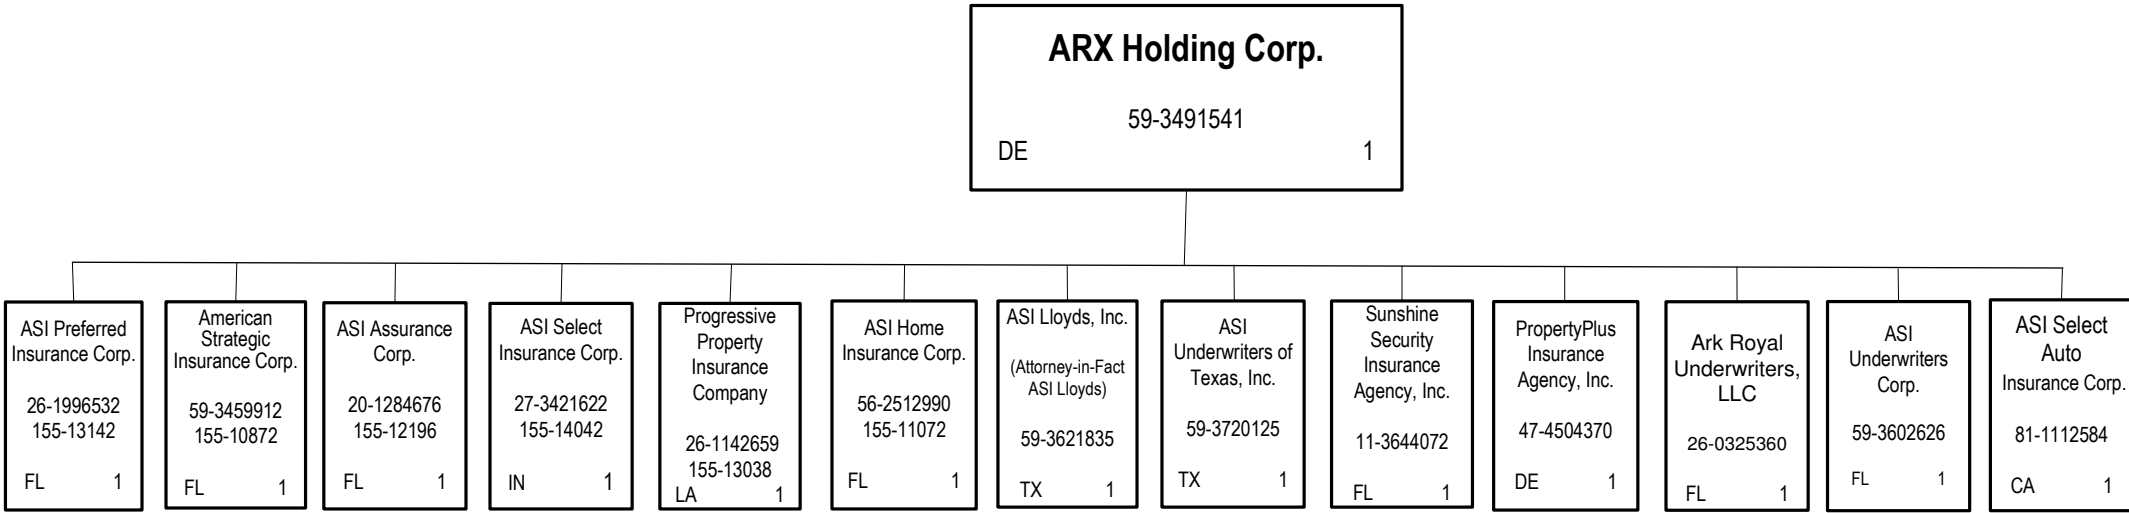 ARX Holding Corp.
59-3491541
DE 1
ASI Preferred
Insurance Corp.
26-1996532
155-13142
FL 1
American
Strategic
Insurance Corp.
59-3459912
155-10872
FL 1
ASI Assurance
Corp.
20-1284676
155-12196
FL 1
ASI Select
Insurance Corp.
27-3421622
155-14042
IN 1
Progressive
Property
Insurance
Company
26-1142659
155-13038
LA 1
ASI Home
Insurance Corp.
56-2512990
155-11072
FL 1
ASI Lloyds, Inc.
(Attorney-in-Fact
ASI Lloyds)
59-3621835
TX 1
ASI
Underwriters of
Texas, Inc.
59-3720125
TX 1
Sunshine
Security
Insurance
Agency, Inc.
11-3644072
FL 1
PropertyPlus
Insurance
Agency, Inc.
47-4504370
DE 1
Ark Royal
Underwriters,
LLC
26-0325360
FL 1
ASI
Underwriters
Corp.
59-3602626
FL 1
ASI Select
Auto
Insurance Corp.
81-1112584
CA 1